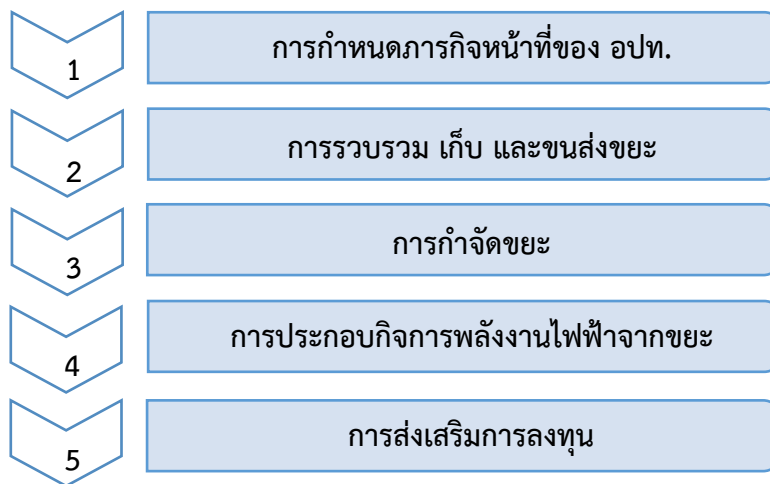 1
การกำหนดภารกิจหน้าที่ของ อปท.
2
การรวบรวม เก็บ และขนส่งขยะ
3
การกำจัดขยะ
4
การประกอบกิจการพลังงานไฟฟ้าจากขยะ
5
การส่งเสริมการลงทุน